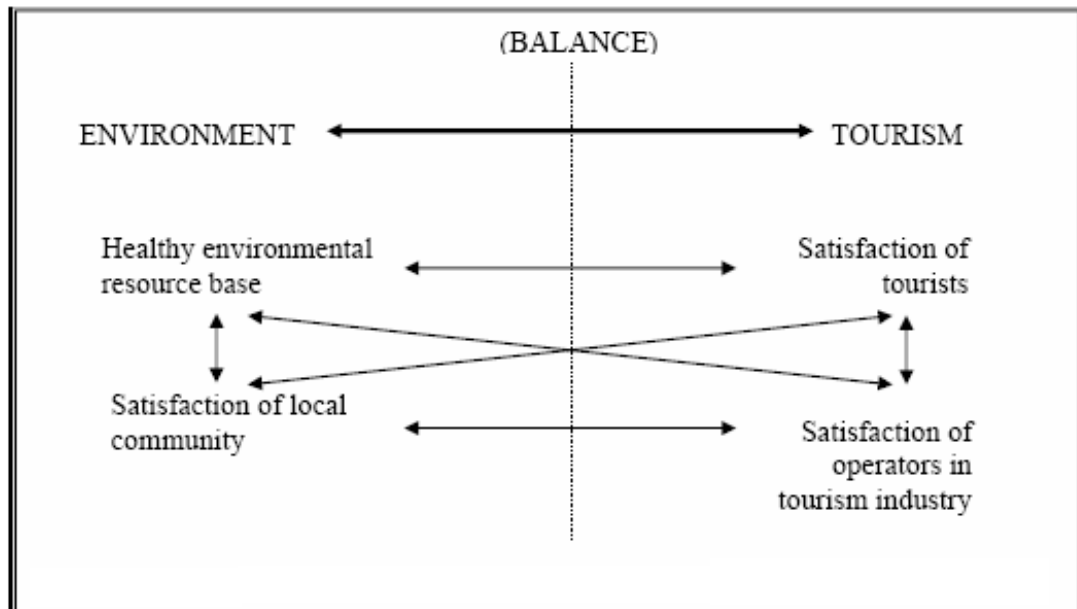 (BALANCE)
ENVIRONMENT
TOURISM
Healthy environmental
resource base
Satisfaction of
tourists
Satisfaction of local
community
Satisfaction of
operators in
tourism industry